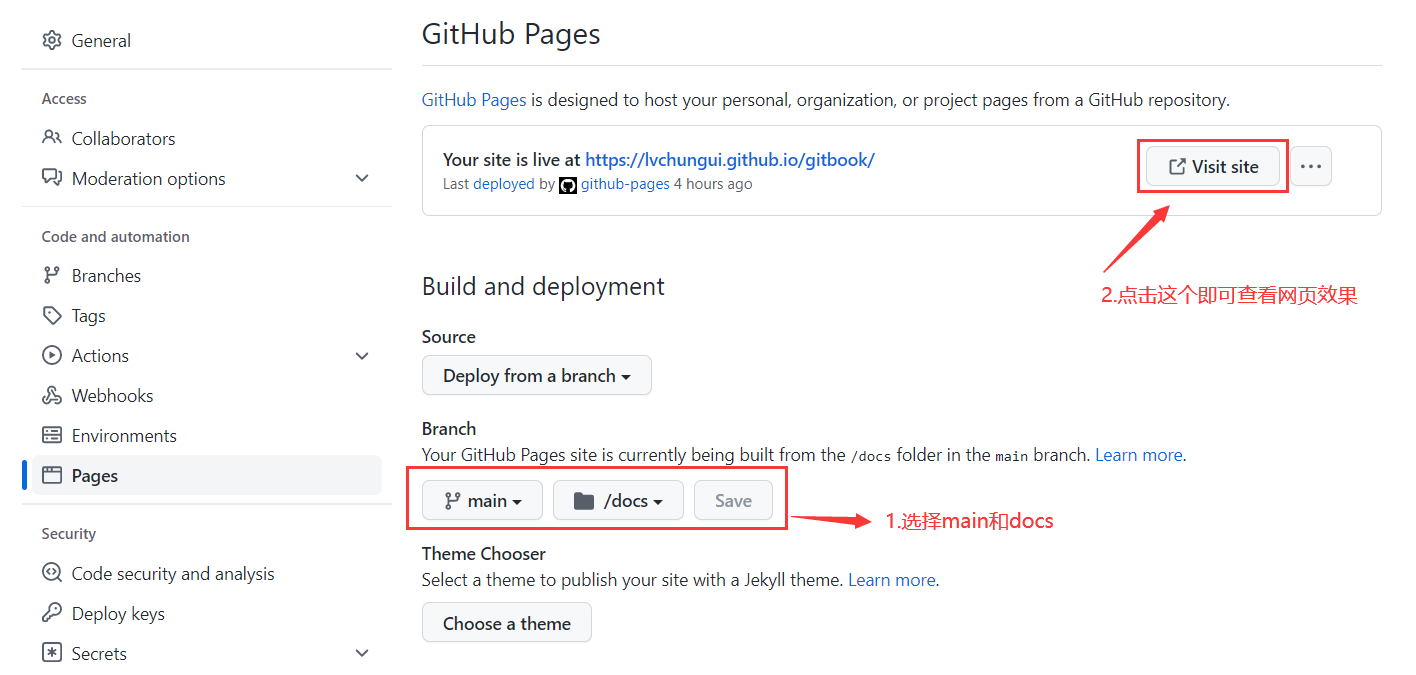 General
Access
Collaborators
Moderation options
Code and automation
Branches
Tags
Actions
Webhooks
Environments
Pages
Security
Code security and analysis
Deploy keys
Secrets
GitHub Pages
GitHub Pages is designed to host your personal, organization, or project pages from a GitHub repository.
Your site is live at https://lvchungui.github.io/gitbook/
Last deployed by github-pages 4 hours ago
Visit site
2.点击这个即可查看网页效果
Build and deployment
Source
Deploy from a branch
Branch
Your GitHub Pages site is currently being built from the /docs folder in the main branch. Learn more.
main /docs Save
1.选择main和docs
Theme Chooser
Select a theme to publish your site with a Jekyll theme. Learn more.
Choose a theme